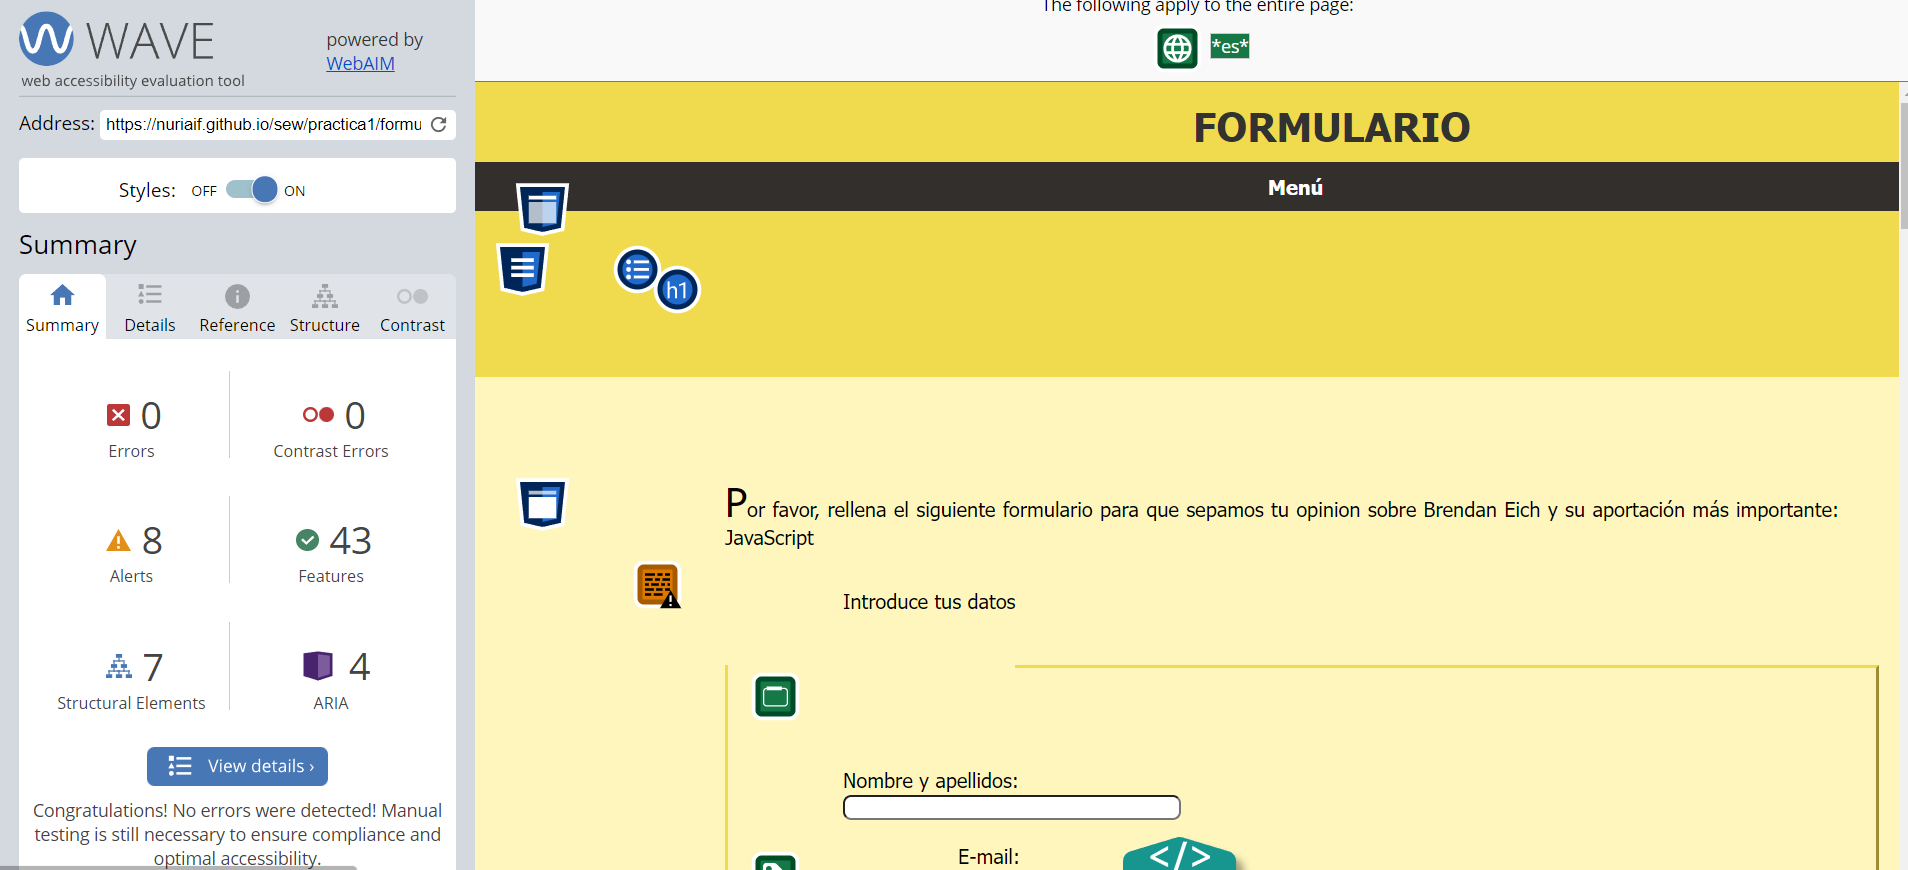 WAVE
web accessibility evaluation tool
powered by
WebAIM
Address: https://nuriaif.github.io/sew/practica1/formu
Styles: OFF ON
Summary
Summary Details Reference Structure Contrast
0
Errors
0
Contrast Errors
8
Alerts
43
Features
7
Structural Elements
4
ARIA
View details ›
Congratulations! No errors were detected! Manual
testing is still necessary to ensure compliance and
optimal accessibility.
The following apply to the entire page:
*es*
FORMULARIO
Menú
h1
Por favor, rellena el siguiente formulario para que sepamos tu opinion sobre Brendan Eich y su aportación más importante:
JavaScript
Introduce tus datos
Nombre y apellidos:
E-mail:
</>